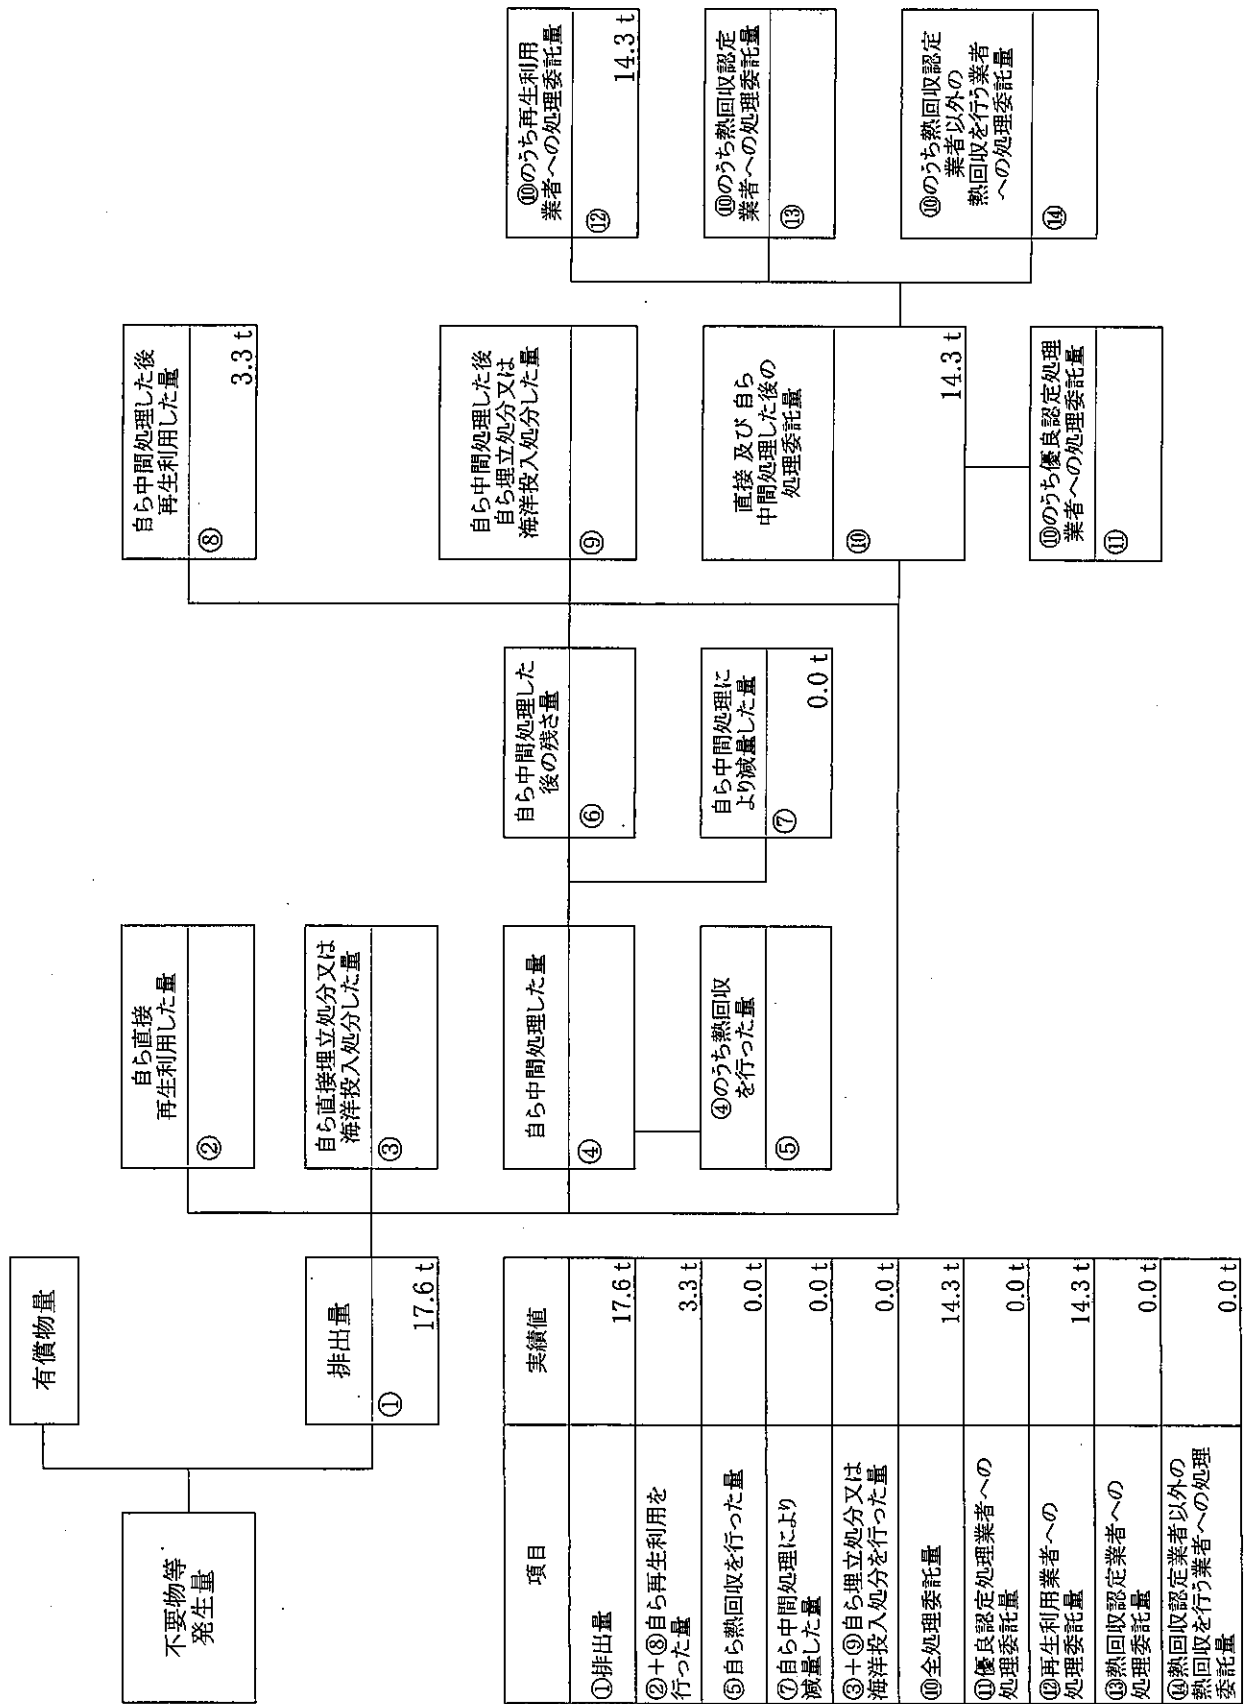 不要物等
発生量
有償物量
排出量
①
17.6 t
自ら直接
再生利用した量
②
自ら直接埋立処分又は
海洋投入処分した量
③
自ら中間処理した量
④
④のうち熱回収
を行った量
⑤
自ら中間処理した
後の残さ量
⑥
自ら中間処理に
より減量した量
⑦
0.0 t
自ら中間処理した後
再生利用した量
⑧
3.3 t
自ら中間処理した後
自ら埋立処分又は
海洋投入処分した量
⑨
直接 及び 自ら
中間処理した後の
処理委託量
⑩
14.3 t
⑩のうち優良認定処理
業者への処理委託量
⑪
⑩のうち再生利用
業者への処理委託量
⑫
14.3 t
⑩のうち熱回収認定
業者への処理委託量
⑬
⑩のうち熱回収認定
業者以外の
熱回収を行う業者
への処理委託量
⑭
項目
実績値
①排出量
17.6 t
②+⑧自ら再生利用を
行った量
3.3 t
⑤自ら熱回収を行った量
0.0 t
⑦自ら中間処理により
減量した量
0.0 t
③+⑨自ら埋立処分又は
海洋投入処分を行った量
0.0 t
⑩全処理委託量
14.3 t
⑪優良認定処理業者への
処理委託量
0.0 t
⑫再生利用業者への
処理委託量
14.3 t
⑬熱回収認定業者への
処理委託量
0.0 t
⑭熱回収認定業者以外の
熱回収を行う業者への処理
委託量
0.0 t